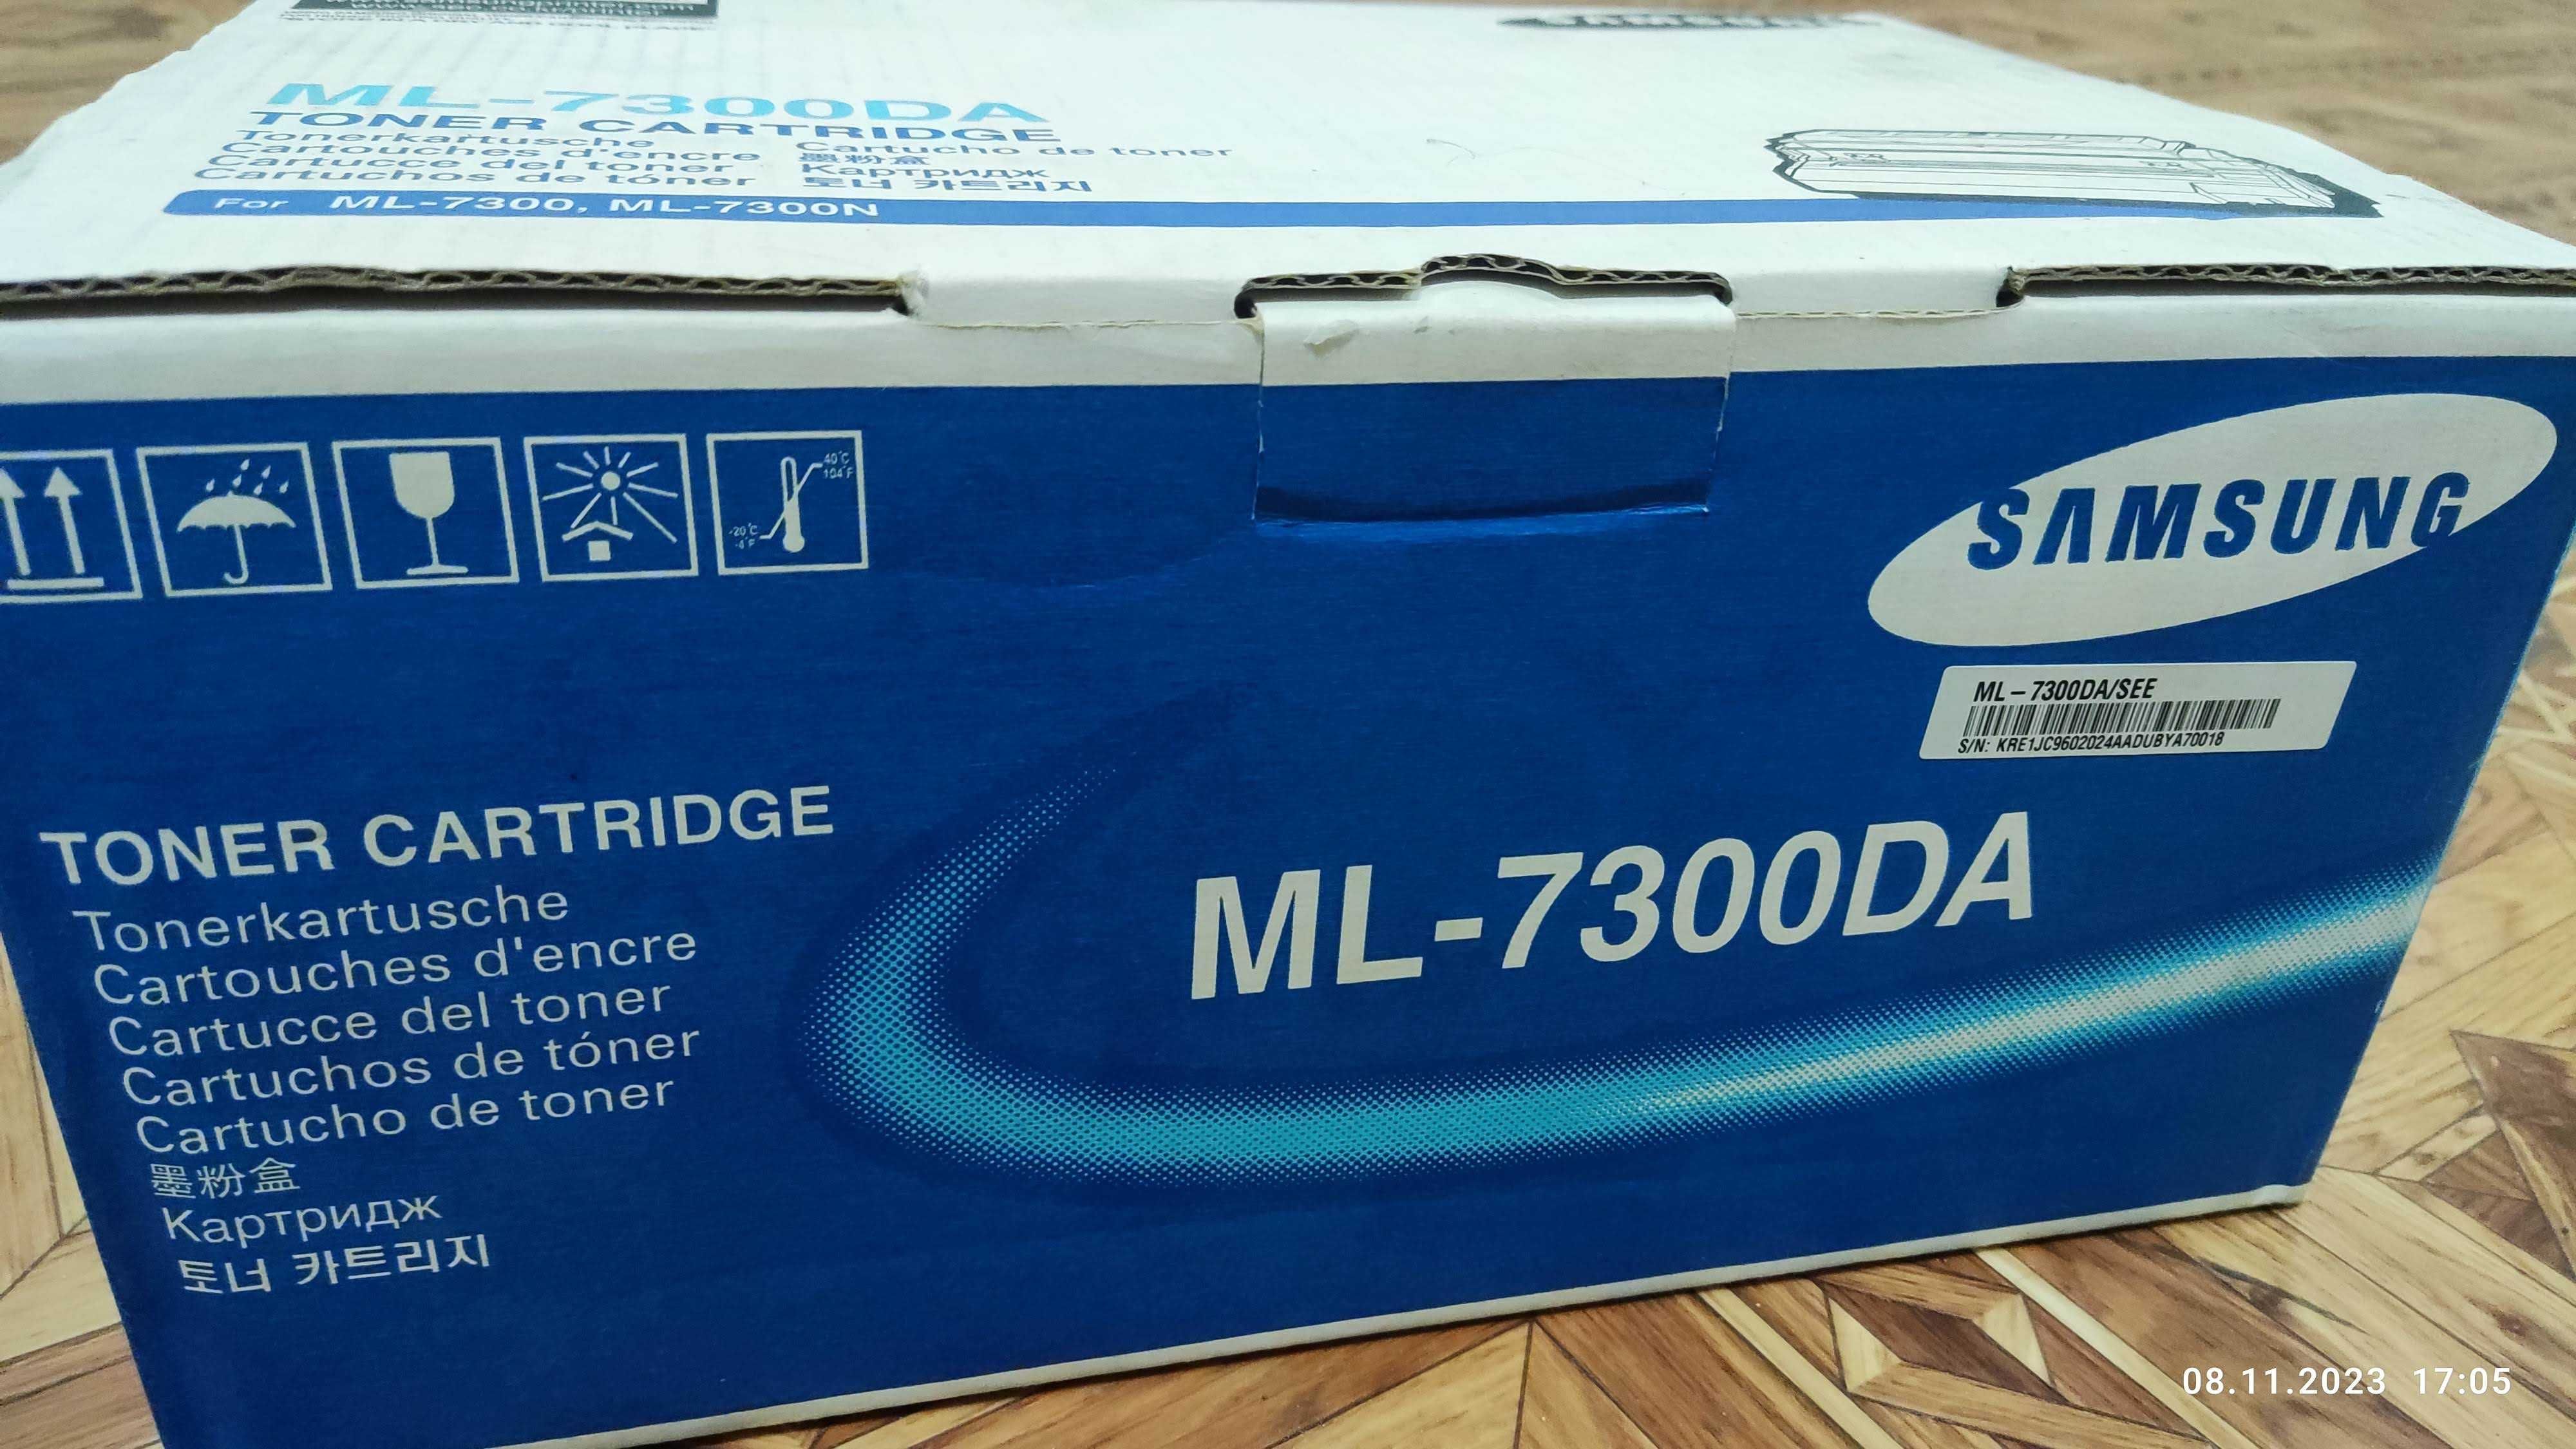 ML-7300DA
TONER CARTRIDGE
Tonerkartusche
Cartouches d'encre
Cartucce del toner
Cartuchos de tóner
Cartucho de toner
墨粉盒
Картридж
토너 카트리지
For ML-7300, ML-7300N
40°C
104°F
-20°C
-4°F
SAMSUNG
ML-7300DA/SEE
S/N: KRE1JC9602024AADUBYA70018
TONER CARTRIDGE
Tonerkartusche
Cartouches d'encre
Cartucce del toner
Cartuchos de tóner
Cartucho de toner
墨粉盒
Картридж
토너 카트리지
ML-7300DA
08.11.2023 17:05